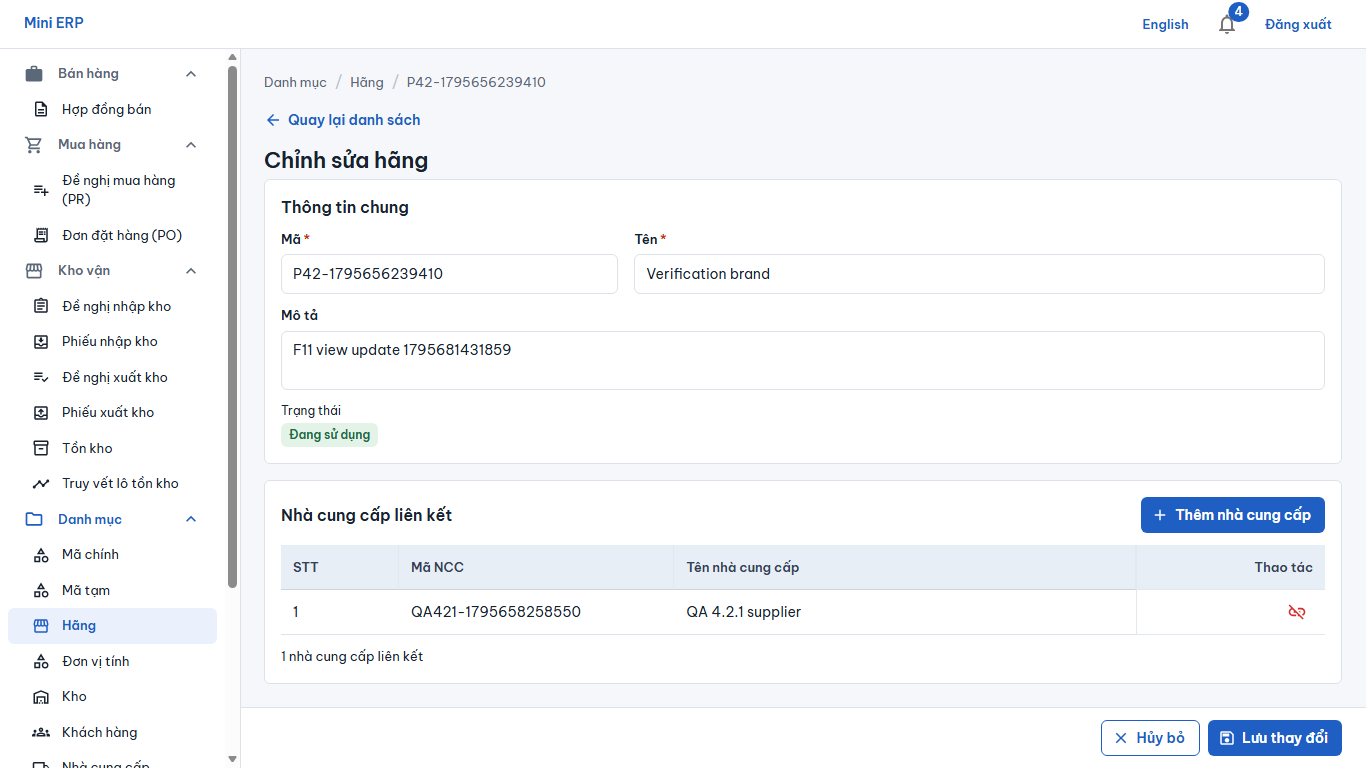 Mini ERP
English
4
Đăng xuất
Bán hàng
Hợp đồng bán
Mua hàng
Đề nghị mua hàng
(PR)
Đơn đặt hàng (PO)
Kho vận
Đề nghị nhập kho
Phiếu nhập kho
Đề nghị xuất kho
Phiếu xuất kho
Tồn kho
Truy vết lô tồn kho
Danh mục
Mã chính
Mã tạm
Hãng
Đơn vị tính
Kho
Khách hàng
Nhà cung cấp
Danh mục / Hãng / P42-1795656239410
Quay lại danh sách
Chỉnh sửa hãng
Thông tin chung
Mã * Tên *
P42-1795656239410 Verification brand
Mô tả
F11 view update 1795681431859
Trạng thái
Đang sử dụng
Nhà cung cấp liên kết
Thêm nhà cung cấp
STT Mã NCC Tên nhà cung cấp Thao tác
1 QA421-1795658258550 QA 4.2.1 supplier
1 nhà cung cấp liên kết
Hủy bỏ
Lưu thay đổi